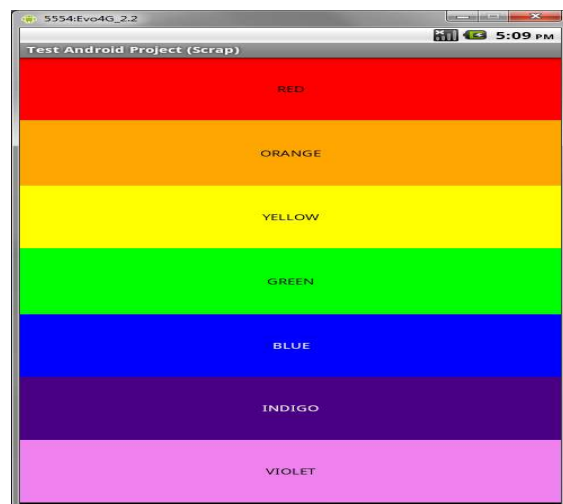 5554:Evo4G_2.2
5:09 PM
Test Android Project (Scrap)
RED
ORANGE
YELLOW
GREEN
BLUE
INDIGO
VIOLET